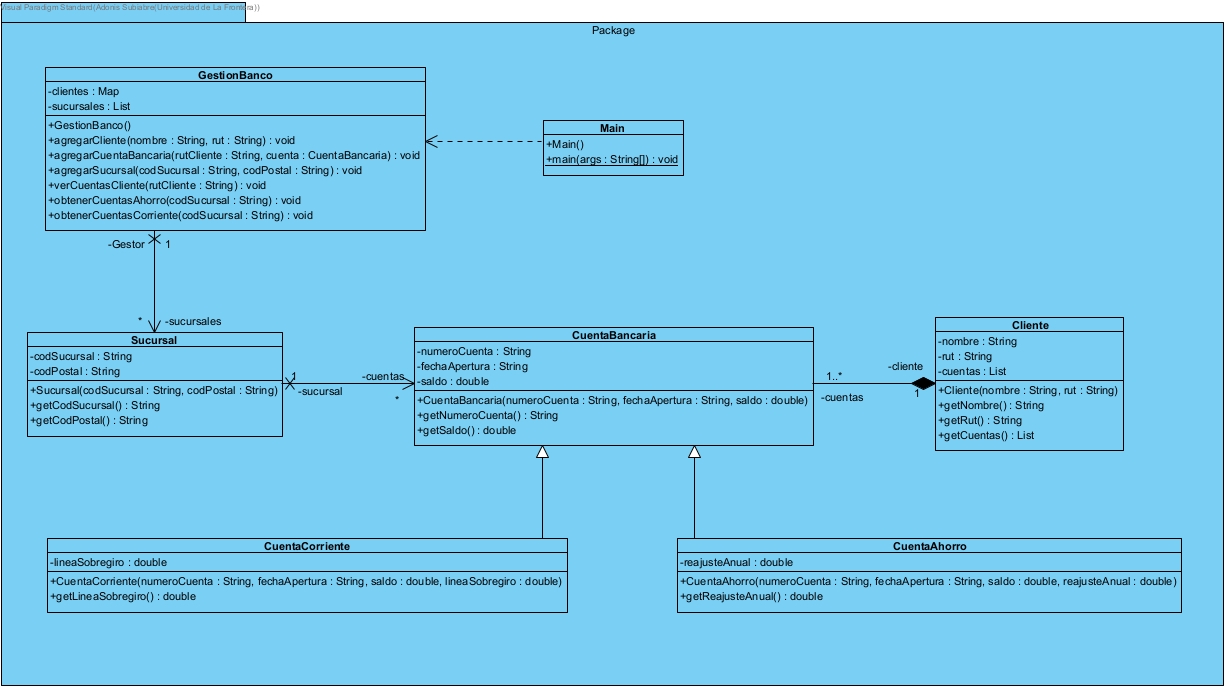 Visual Paradigm Standard(Adonis Subiabre(Universidad de La Frontera))
Package
GestionBanco
-clientes : Map
-sucursales : List
+GestionBanco()
+agregarCliente(nombre : String, rut : String) : void
+agregarCuentaBancaria(rutCliente : String, cuenta : CuentaBancaria) : void
+agregarSucursal(codSucursal : String, codPostal : String) : void
+verCuentasCliente(rutCliente : String) : void
+obtenerCuentasAhorro(codSucursal : String) : void
+obtenerCuentasCorriente(codSucursal : String) : void
Main
+Main()
+main(args : String[]) : void
-Gestor
1
*
-sucursales
Sucursal
-codSucursal : String
-codPostal : String
+Sucursal(codSucursal : String, codPostal : String)
+getCodSucursal() : String
+getCodPostal() : String
1
-sucursal
-cuentas
*
CuentaBancaria
-numeroCuenta : String
-fechaApertura : String
-saldo : double
+CuentaBancaria(numeroCuenta : String, fechaApertura : String, saldo : double)
+getNumeroCuenta() : String
+getSaldo() : double
1..*
-cuentas
-cliente
1
Cliente
-nombre : String
-rut : String
-cuentas : List
+Cliente(nombre : String, rut : String)
+getNombre() : String
+getRut() : String
+getCuentas() : List
CuentaCorriente
-lineaSobregiro : double
+CuentaCorriente(numeroCuenta : String, fechaApertura : String, saldo : double, lineaSobregiro : double)
+getLineaSobregiro() : double
CuentaAhorro
-reajusteAnual : double
+CuentaAhorro(numeroCuenta : String, fechaApertura : String, saldo : double, reajusteAnual : double)
+getReajusteAnual() : double